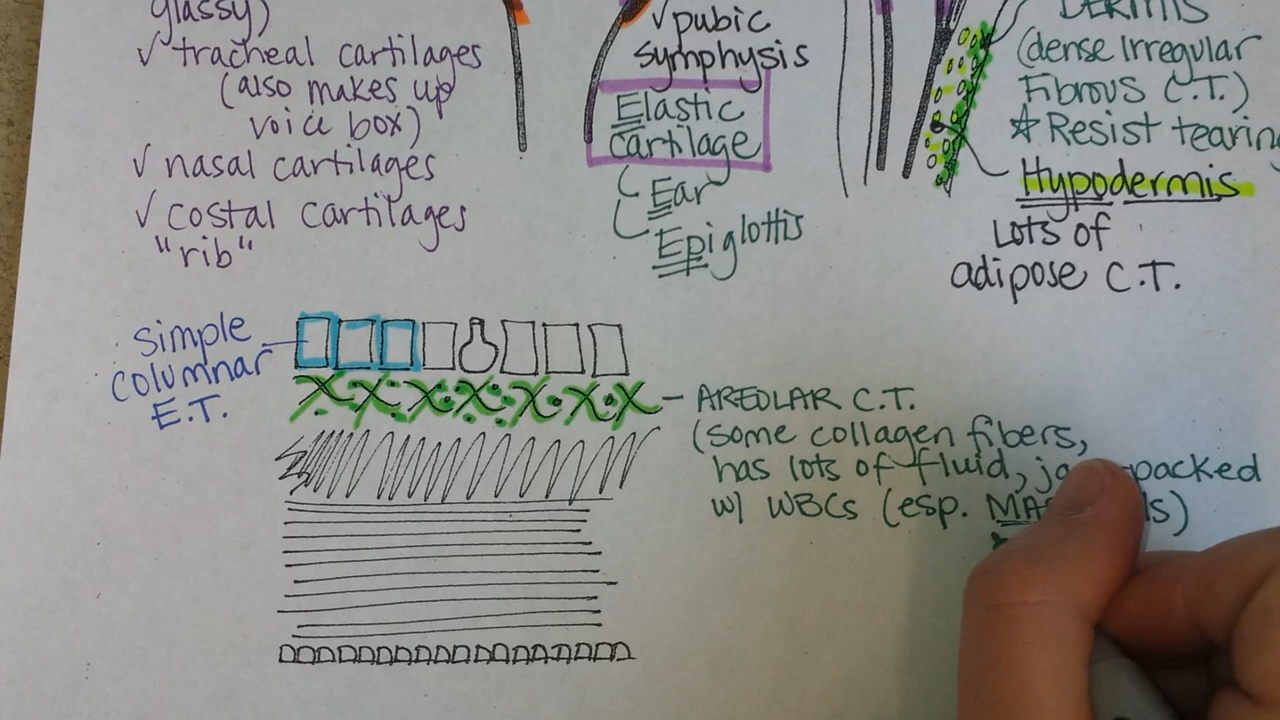 glassy)
✓ tracheal cartilages
(also makes up
voice box)
✓ nasal cartilages
✓ costal cartilages
"rib"
✓ pubic
symphysis
Elastic
cartilage
Ear
Epiglottis
DERMIS
(dense Irregular
Fibrous C.T.)
☆ Resist tearing
Hypodermis
Lots of
adipose C.T.
simple
columnar
E.T.
AREOLAR C.T.
(some collagen fibers,
has lots of fluid, packed
w/ WBCs (esp.